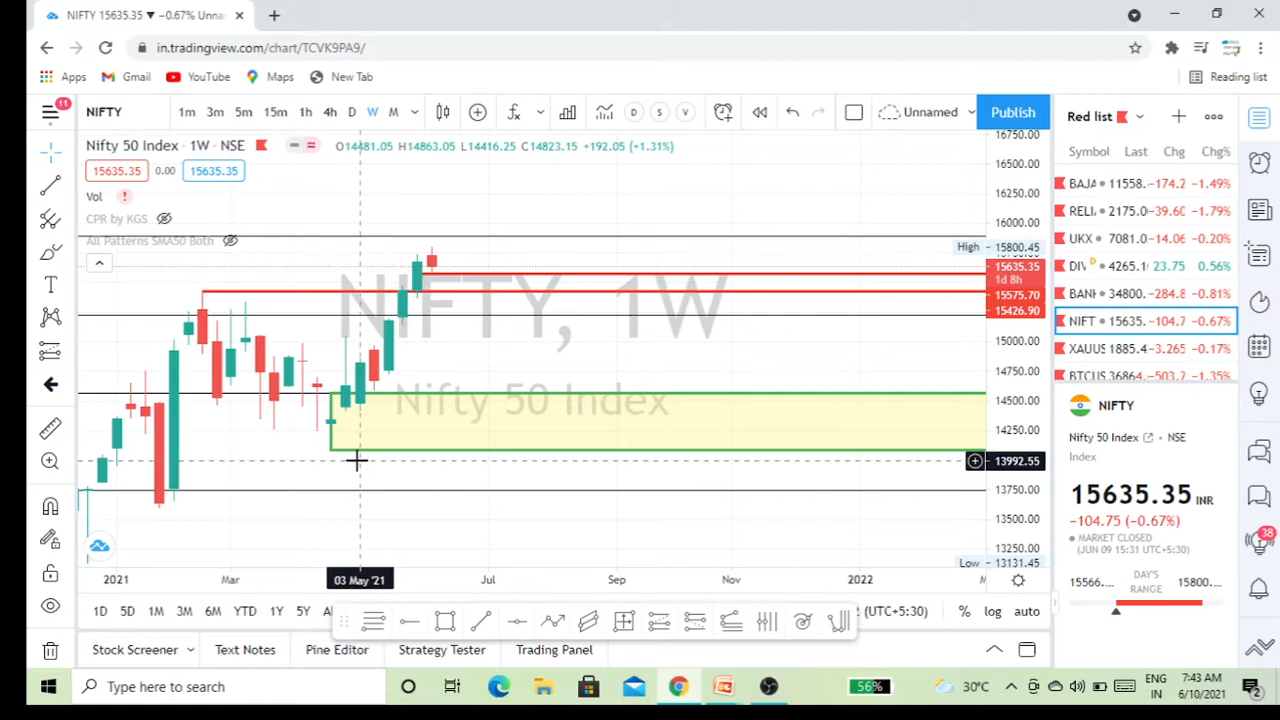 NIFTY 15635.35 ▼ −0.67% Unna
in.tradingview.com/chart/TCVK9PA9/
Apps Gmail YouTube Maps New Tab Reading list
11
NIFTY 1m 3m 5m 15m 1h 4h D W M D S V Unnamed Publish
Red list
Nifty 50 Index · 1W · NSE O14481.05 H14863.05 L14416.25 C14823.15 +192.05 (+1.31%)
Symbol Last Chg Chg%
15635.35 0.00 15635.35
Vol !
CPR by KGS
All Patterns SMA50 Both
BAJA 11558. −174.2 −1.49%
RELI 2175.0 −39.60 −1.79%
UKX 7081.0 −14.06 −0.20%
DIV D 4265.1 23.75 0.56%
BANI 34800. −284.8 −0.81%
NIFT 15635. −104.7 −0.67%
XAUUS 1885.4 −3.265 −0.17%
BTCUS 36864. −503.7 −1.35%
16750.00
16500.00
16250.00
16000.00
High 15800.45
15635.35
1d 8h
15575.70
15426.90
15000.00
14750.00
14500.00
14250.00
13992.55
13750.00
13500.00
13250.00
Low 13131.45
NIFTY, 1W
Nifty 50 Index
NIFTY
Nifty 50 Index · NSE
Index
15635.35 INR
−104.75 (−0.67%)
MARKET CLOSED
(JUN 09 15:31 UTC+5:30)
15566... DAY'S RANGE 15800...
38
2021 Mar 03 May '21 Jul Sep Nov 2022
1D 5D 1M 3M 6M YTD 1Y 5Y (UTC+5:30) % log auto
Stock Screener Text Notes Pine Editor Strategy Tester Trading Panel
Type here to search
56%
30°C
ENG
IN
7:43 AM
6/10/2021
2